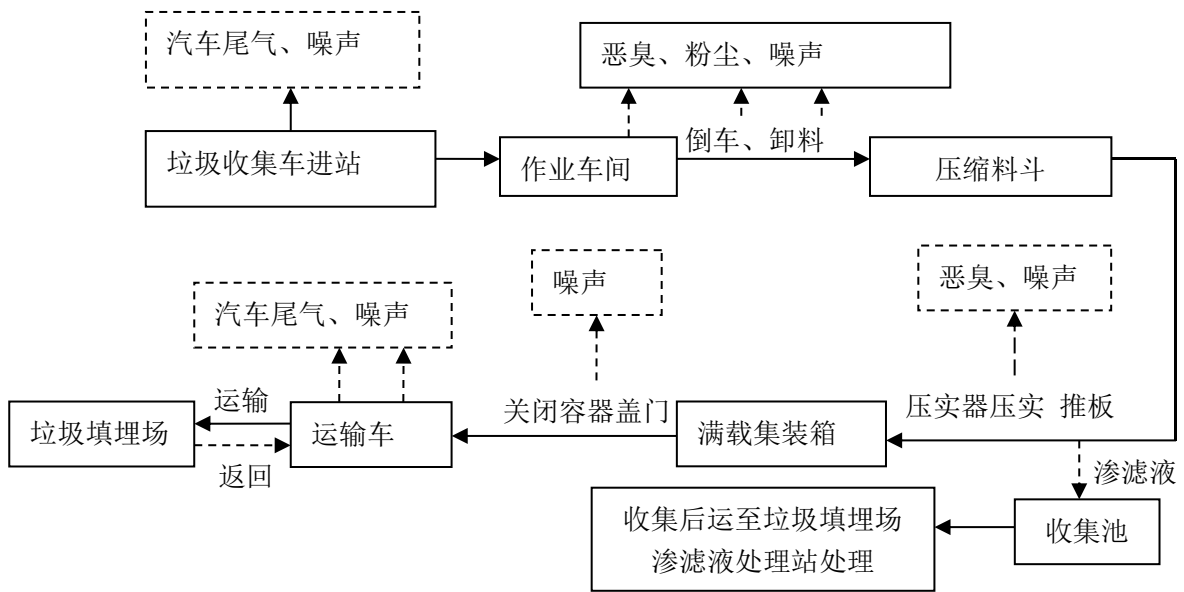 汽车尾气、噪声
恶臭、粉尘、噪声
垃圾收集车进站
作业车间
倒车、卸料
压缩料斗
汽车尾气、噪声
噪声
恶臭、噪声
垃圾填埋场
运输
返回
运输车
关闭容器盖门
满载集装箱
压实器压实 推板
渗滤液
收集后运至垃圾填埋场
渗滤液处理站处理
收集池